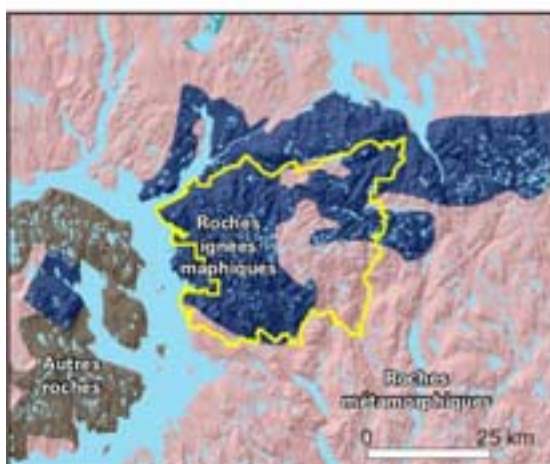 Roches
ignées
maphiques
Autres
roches
Roches
métamorphiques
0 25 km